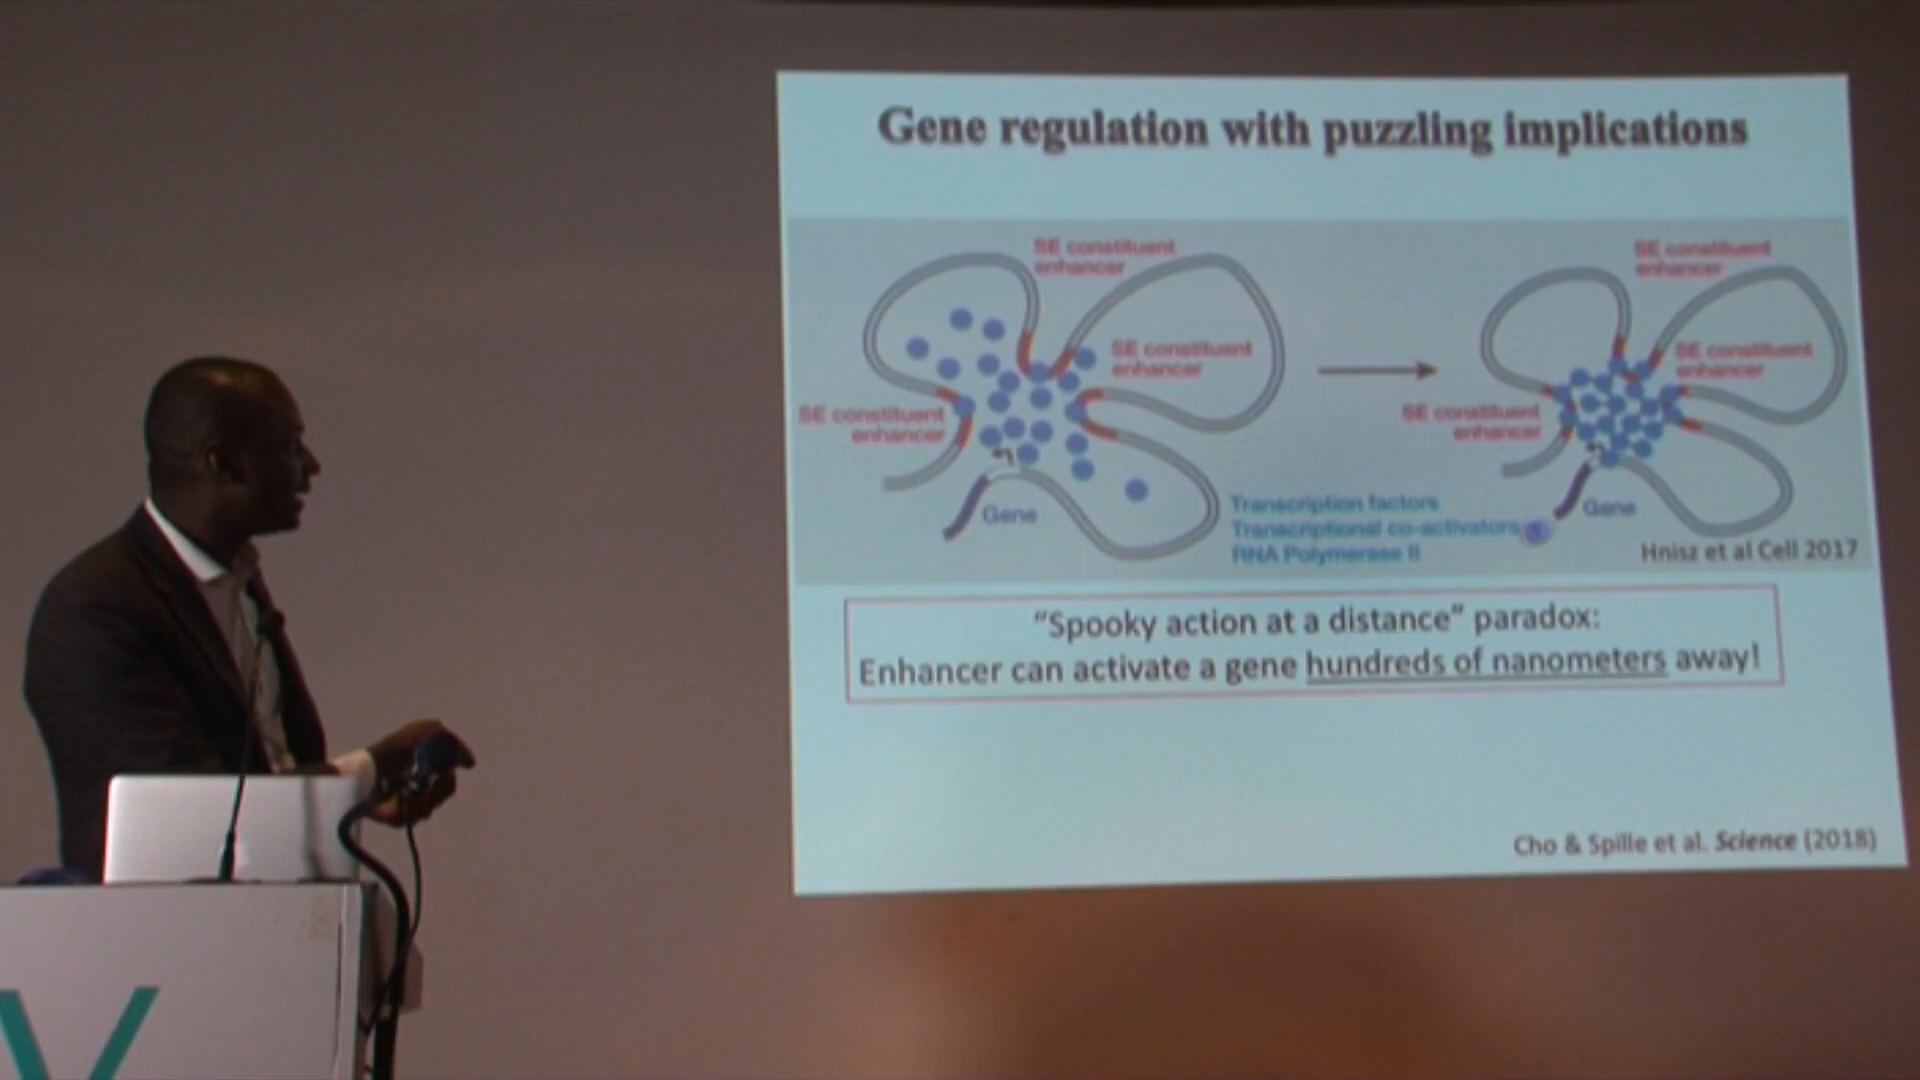 Gene regulation with puzzling implications
SE constituent
enhancer
SE constituent
enhancer
SE constituent
enhancer
Gene
Transcription factors
Transcriptional co-activators
RNA Polymerase II
SE constituent
enhancer
SE constituent
enhancer
SE constituent
enhancer
Gene
Hnisz et al Cell 2017
“Spooky action at a distance” paradox:
Enhancer can activate a gene hundreds of nanometers away!
Cho & Spille et al. Science (2018)
V